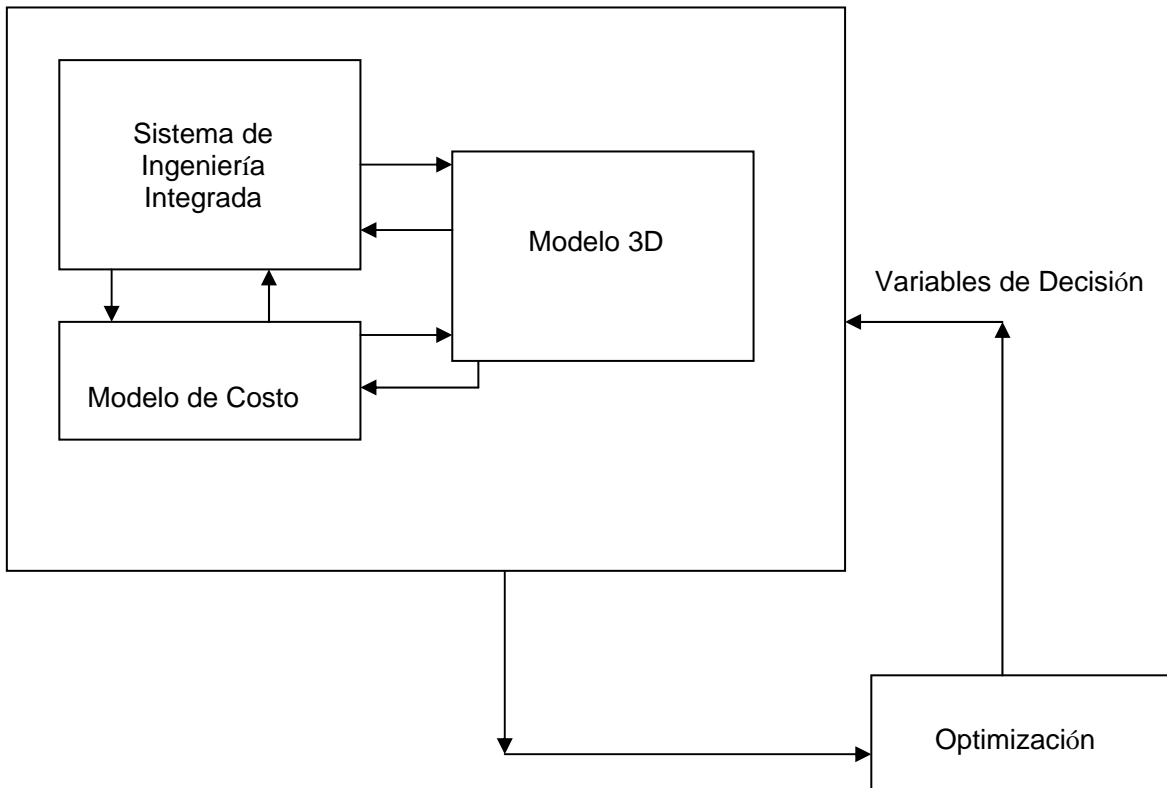 Sistema de
Ingeniería
Integrada
Modelo 3D
Variables de Decisión
Modelo de Costo
Optimización